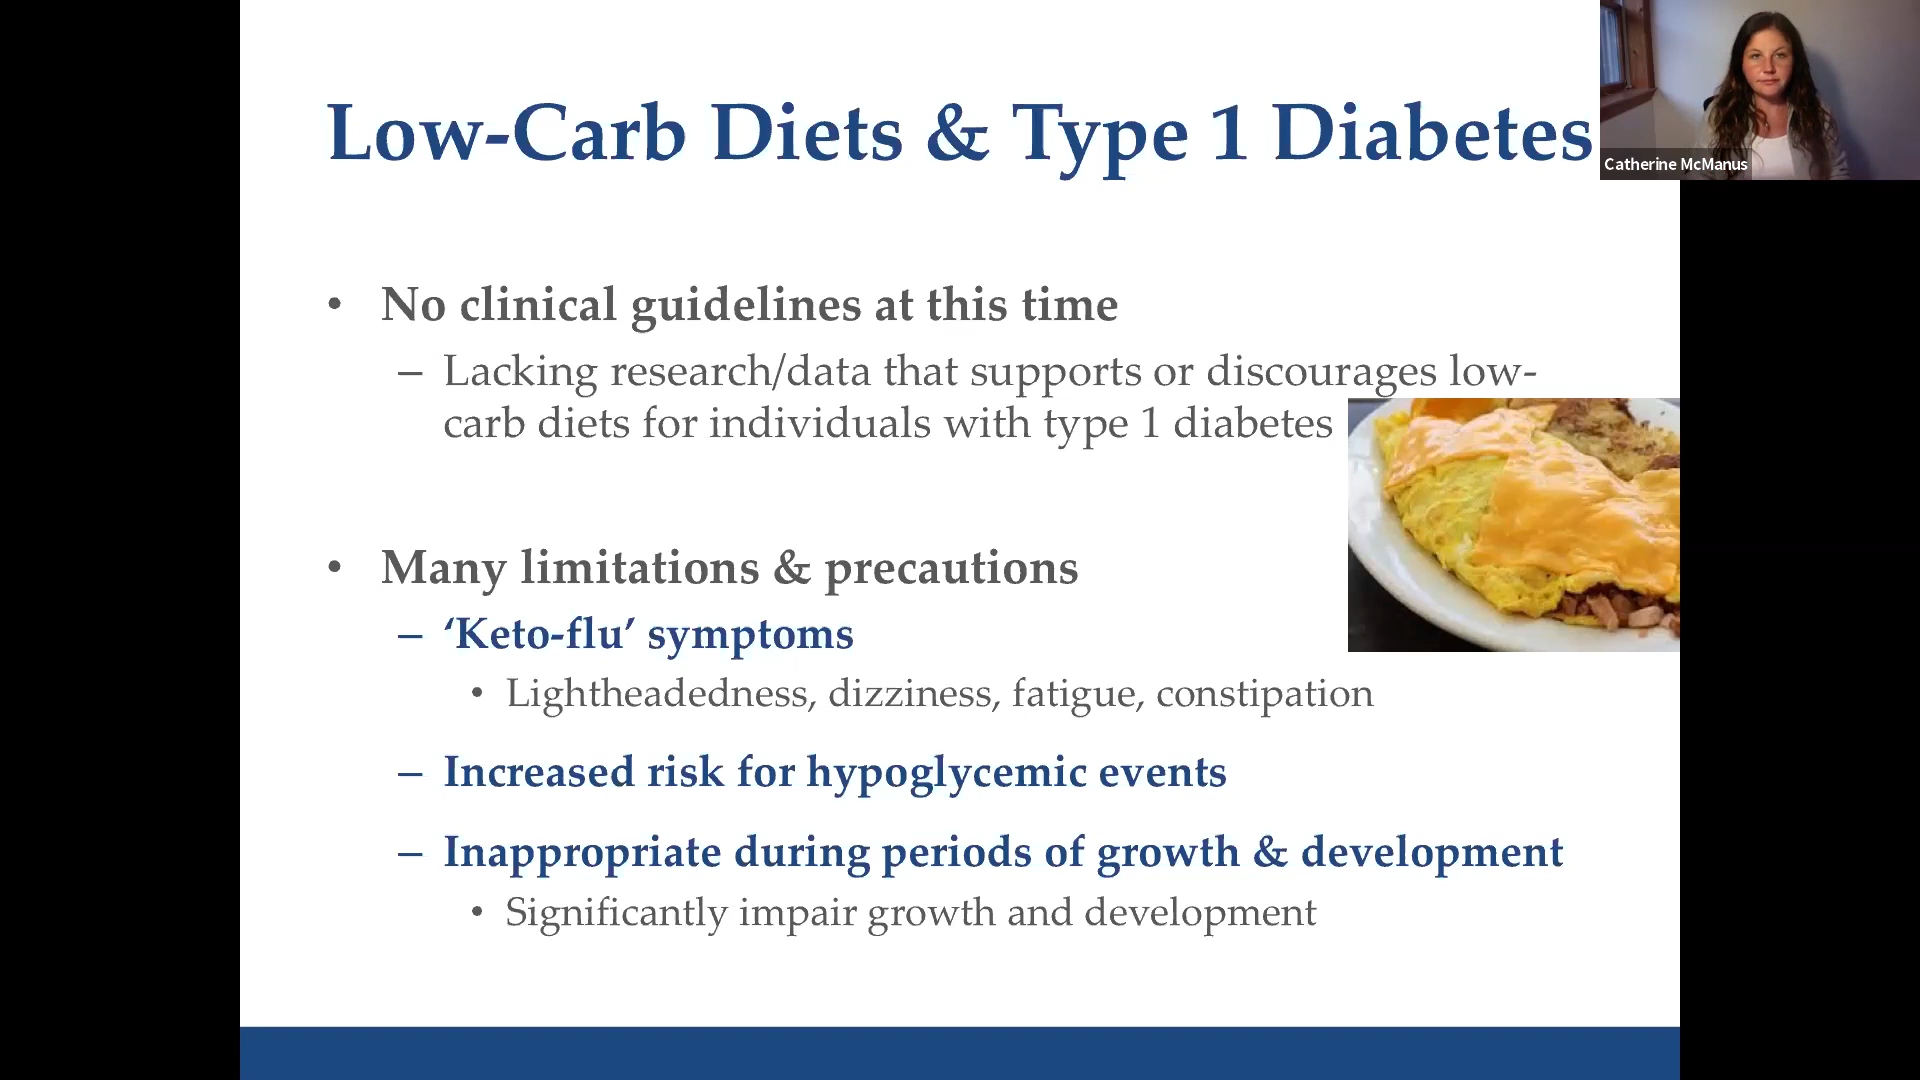 Low-Carb Diets & Type 1 Diabetes
Catherine McManus
• No clinical guidelines at this time
– Lacking research/data that supports or discourages low-
carb diets for individuals with type 1 diabetes
• Many limitations & precautions
– ‘Keto-flu’ symptoms
• Lightheadedness, dizziness, fatigue, constipation
– Increased risk for hypoglycemic events
– Inappropriate during periods of growth & development
• Significantly impair growth and development